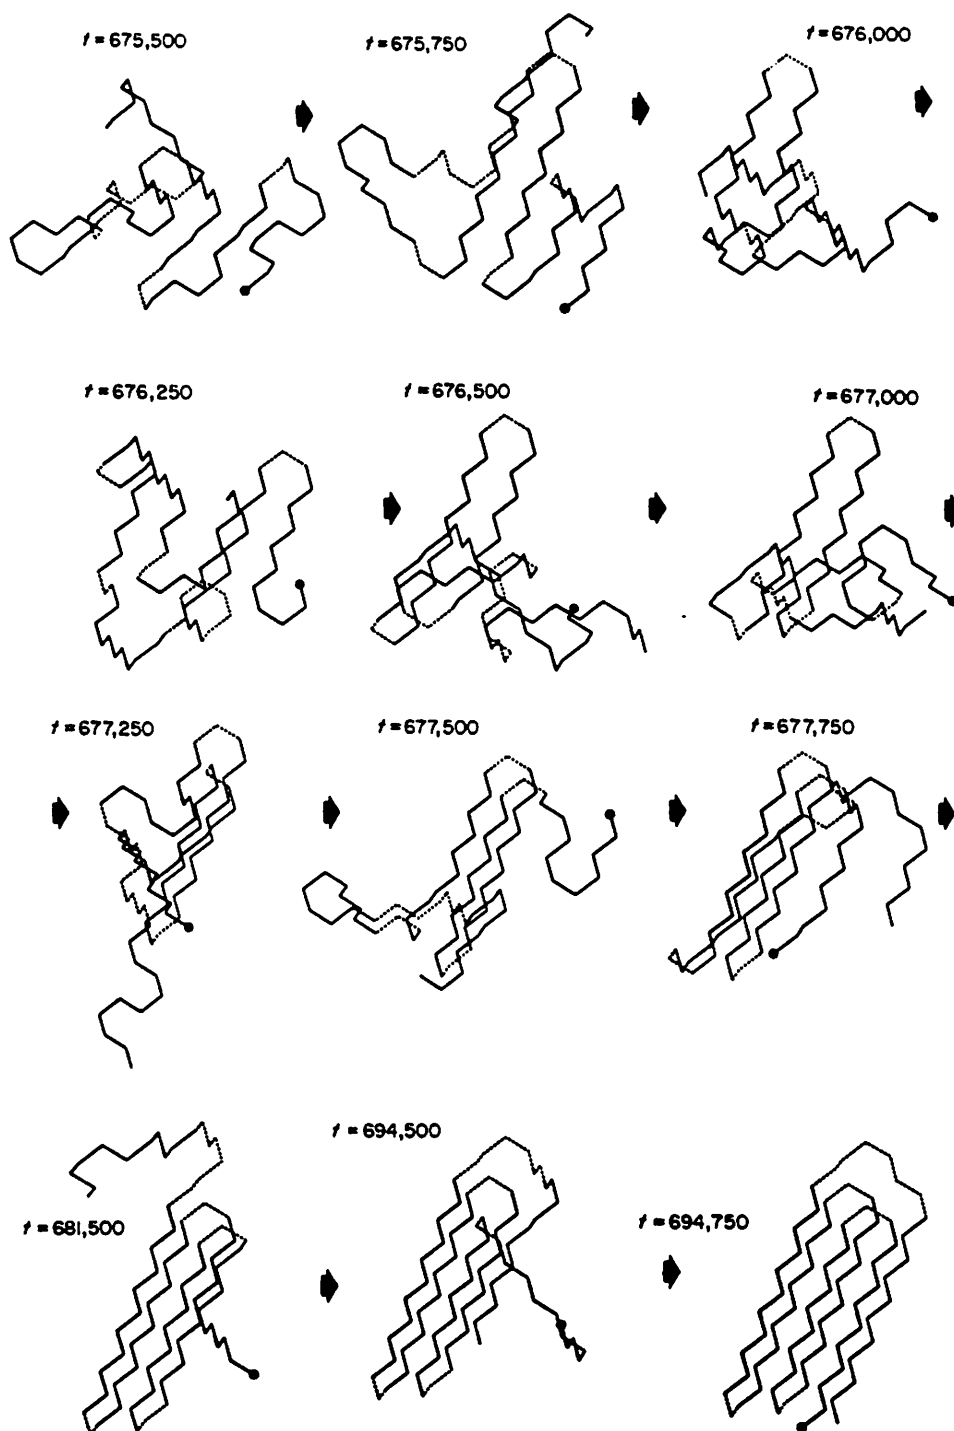 t = 675,500
t = 675,750
t = 676,000
t = 676,250
t = 676,500
t = 677,000
t = 677,250
t = 677,500
t = 677,750
t = 694,500
t = 681,500
t = 694,750